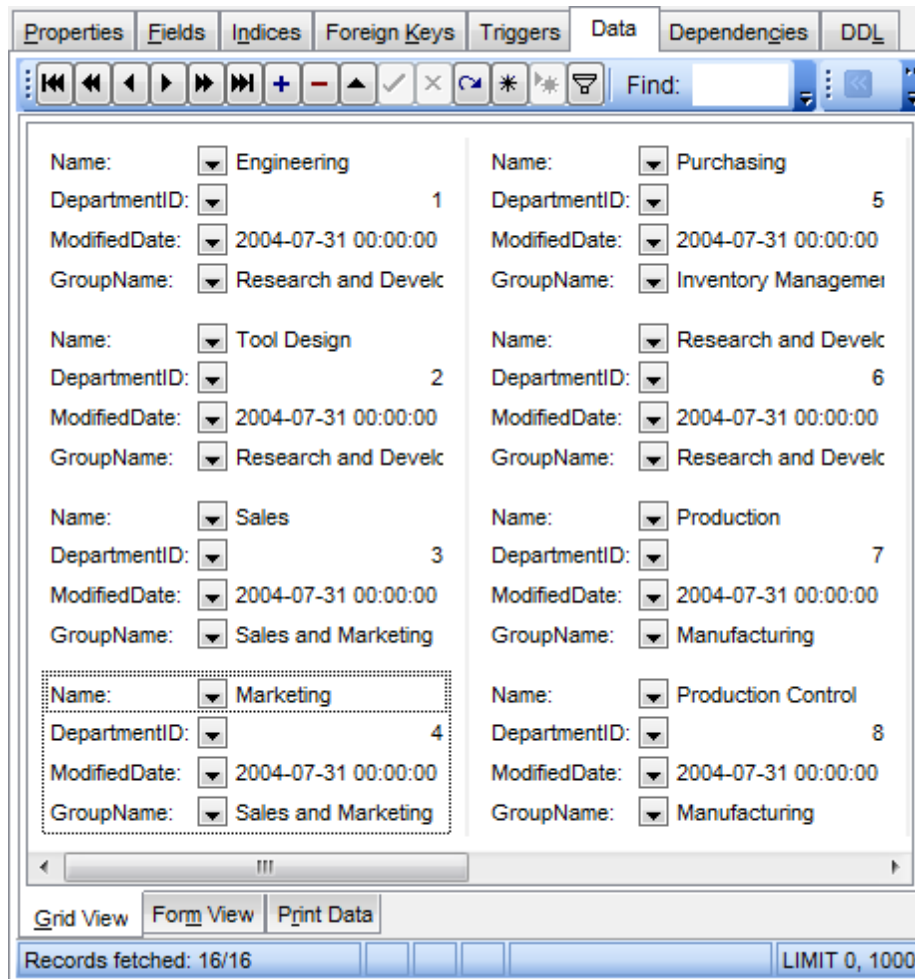 Properties Fields Indices Foreign Keys Triggers Data Dependencies DDL
Find:
Name: Engineering
DepartmentID: 1
ModifiedDate: 2004-07-31 00:00:00
GroupName: Research and Develc
Name: Tool Design
DepartmentID: 2
ModifiedDate: 2004-07-31 00:00:00
GroupName: Research and Develc
Name: Sales
DepartmentID: 3
ModifiedDate: 2004-07-31 00:00:00
GroupName: Sales and Marketing
Name: Marketing
DepartmentID: 4
ModifiedDate: 2004-07-31 00:00:00
GroupName: Sales and Marketing
Name: Purchasing
DepartmentID: 5
ModifiedDate: 2004-07-31 00:00:00
GroupName: Inventory Managemei
Name: Research and Develc
DepartmentID: 6
ModifiedDate: 2004-07-31 00:00:00
GroupName: Research and Develc
Name: Production
DepartmentID: 7
ModifiedDate: 2004-07-31 00:00:00
GroupName: Manufacturing
Name: Production Control
DepartmentID: 8
ModifiedDate: 2004-07-31 00:00:00
GroupName: Manufacturing
Grid View Form View Print Data
Records fetched: 16/16 LIMIT 0, 1000